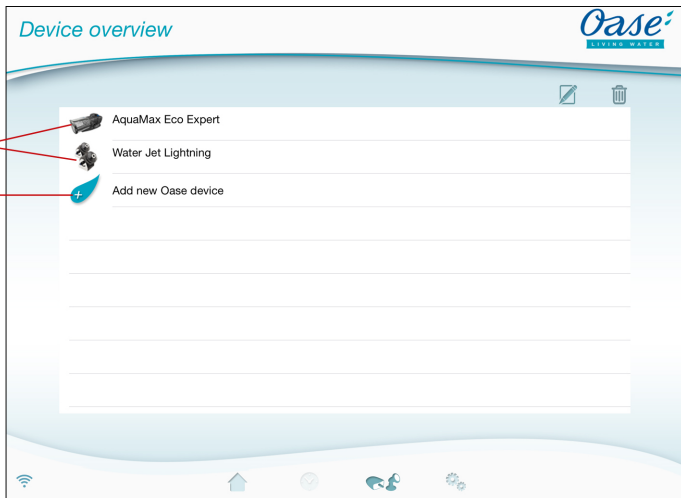 Device overview
Oase
LIVING WATER
AquaMax Eco Expert
Water Jet Lightning
Add new Oase device